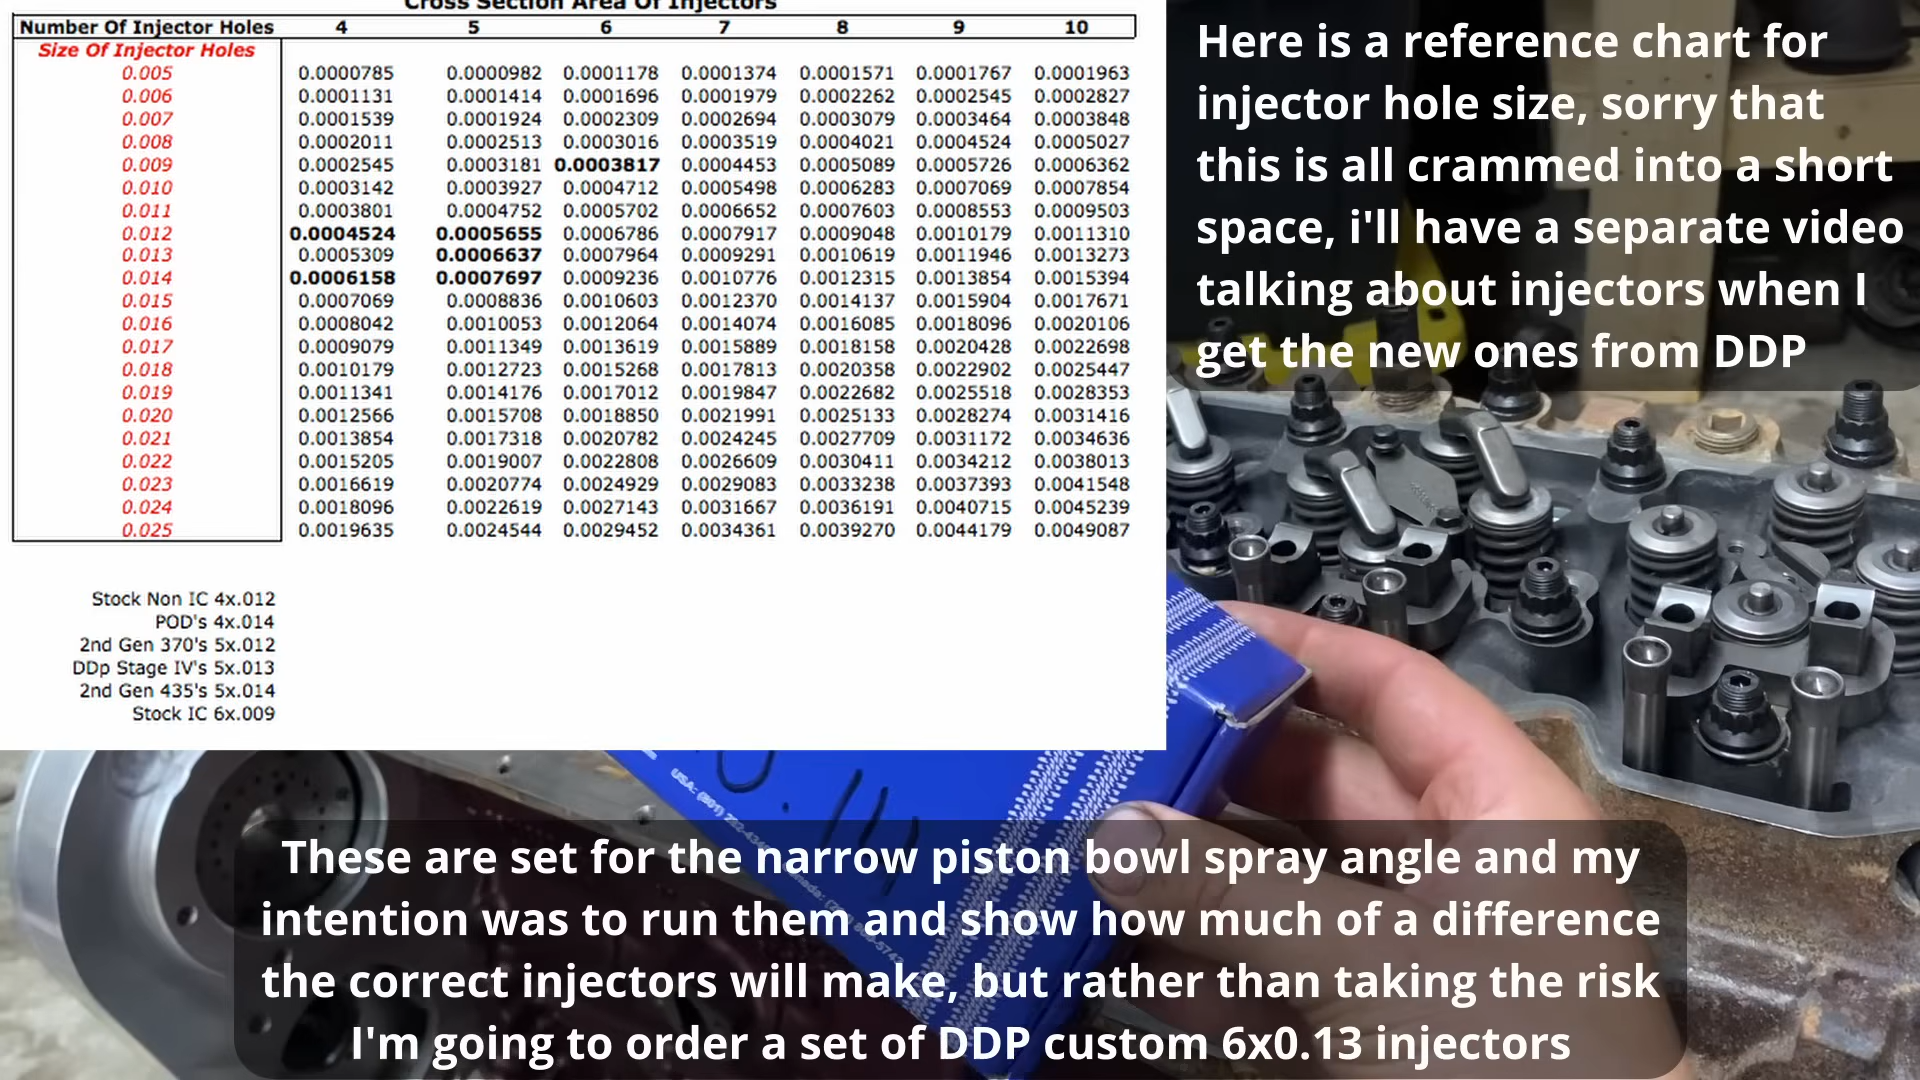 Cross Section Area Of Injectors
Number Of Injector Holes 4 5 6 7 8 9 10
Size Of Injector Holes
0.005 0.0000785 0.0000982 0.0001178 0.0001374 0.0001571 0.0001767 0.0001963
0.006 0.0001131 0.0001414 0.0001696 0.0001979 0.0002262 0.0002545 0.0002827
0.007 0.0001539 0.0001924 0.0002309 0.0002694 0.0003079 0.0003464 0.0003848
0.008 0.0002011 0.0002513 0.0003016 0.0003519 0.0004021 0.0004524 0.0005027
0.009 0.0002545 0.0003181 0.0003817 0.0004453 0.0005089 0.0005726 0.0006362
0.010 0.0003142 0.0003927 0.0004712 0.0005498 0.0006283 0.0007069 0.0007854
0.011 0.0003801 0.0004752 0.0005702 0.0006652 0.0007603 0.0008553 0.0009503
0.012 0.0004524 0.0005655 0.0006786 0.0007917 0.0009048 0.0010179 0.0011310
0.013 0.0005309 0.0006637 0.0007964 0.0009291 0.0010619 0.0011946 0.0013273
0.014 0.0006158 0.0007697 0.0009236 0.0010776 0.0012315 0.0013854 0.0015394
0.015 0.0007069 0.0008836 0.0010603 0.0012370 0.0014137 0.0015904 0.0017671
0.016 0.0008042 0.0010053 0.0012064 0.0014074 0.0016085 0.0018096 0.0020106
0.017 0.0009079 0.0011349 0.0013619 0.0015889 0.0018158 0.0020428 0.0022698
0.018 0.0010179 0.0012723 0.0015268 0.0017813 0.0020358 0.0022902 0.0025447
0.019 0.0011341 0.0014176 0.0017012 0.0019847 0.0022682 0.0025518 0.0028353
0.020 0.0012566 0.0015708 0.0018850 0.0021991 0.0025133 0.0028274 0.0031416
0.021 0.0013854 0.0017318 0.0020782 0.0024245 0.0027709 0.0031172 0.0034636
0.022 0.0015205 0.0019007 0.0022808 0.0026609 0.0030411 0.0034212 0.0038013
0.023 0.0016619 0.0020774 0.0024929 0.0029083 0.0033238 0.0037393 0.0041548
0.024 0.0018096 0.0022619 0.0027143 0.0031667 0.0036191 0.0040715 0.0045239
0.025 0.0019635 0.0024544 0.0029452 0.0034361 0.0039270 0.0044179 0.0049087
Stock Non IC 4x.012
POD's 4x.014
2nd Gen 370's 5x.012
DDp Stage IV's 5x.013
2nd Gen 435's 5x.014
Stock IC 6x.009
Here is a reference chart for
injector hole size, sorry that
this is all crammed into a short
space, i'll have a separate video
talking about injectors when I
get the new ones from DDP
USA: (801)
These are set for the narrow piston bowl spray angle and my
intention was to run them and show how much of a difference
the correct injectors will make, but rather than taking the risk
I'm going to order a set of DDP custom 6x0.13 injectors